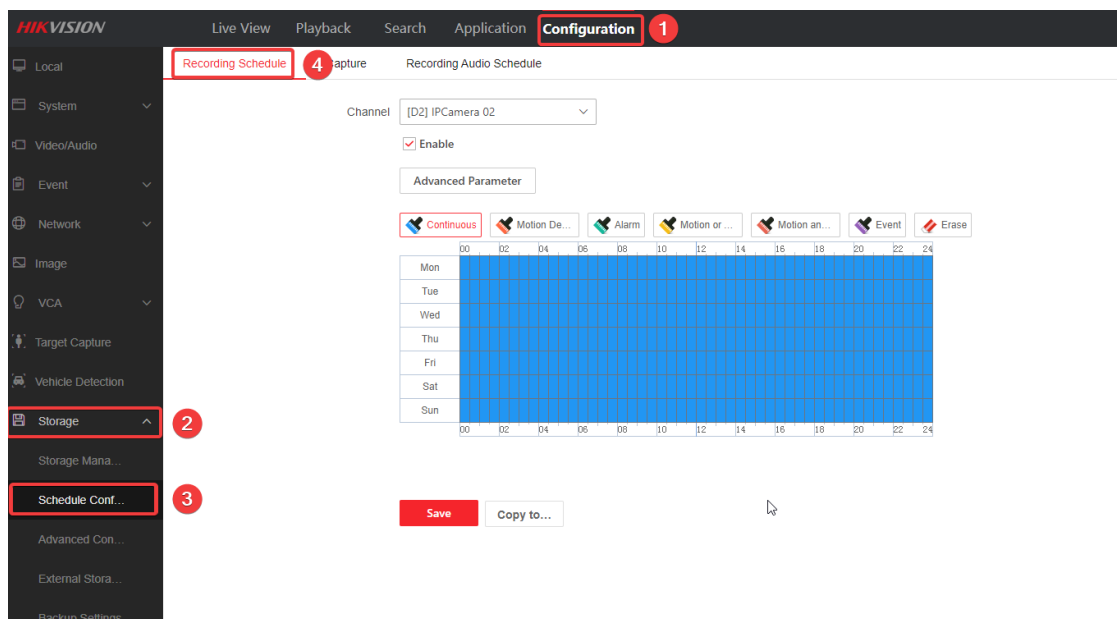 HIKVISION Live View Playback Search Application Configuration 1
Local
System
Video/Audio
Event
Network
Image
VCA
Target Capture
Vehicle Detection
Storage 2
Storage Mana...
Schedule Conf... 3
Advanced Con...
External Stora...
Backup Settings
Recording Schedule 4 apture Recording Audio Schedule
Channel [D2] IPCamera 02
Enable
Advanced Parameter
Continuous Motion De... Alarm Motion or ... Motion an... Event Erase
00 02 04 06 08 10 12 14 16 18 20 22 24
Mon
Tue
Wed
Thu
Fri
Sat
Sun
00 02 04 06 08 10 12 14 16 18 20 22 24
Save Copy to...